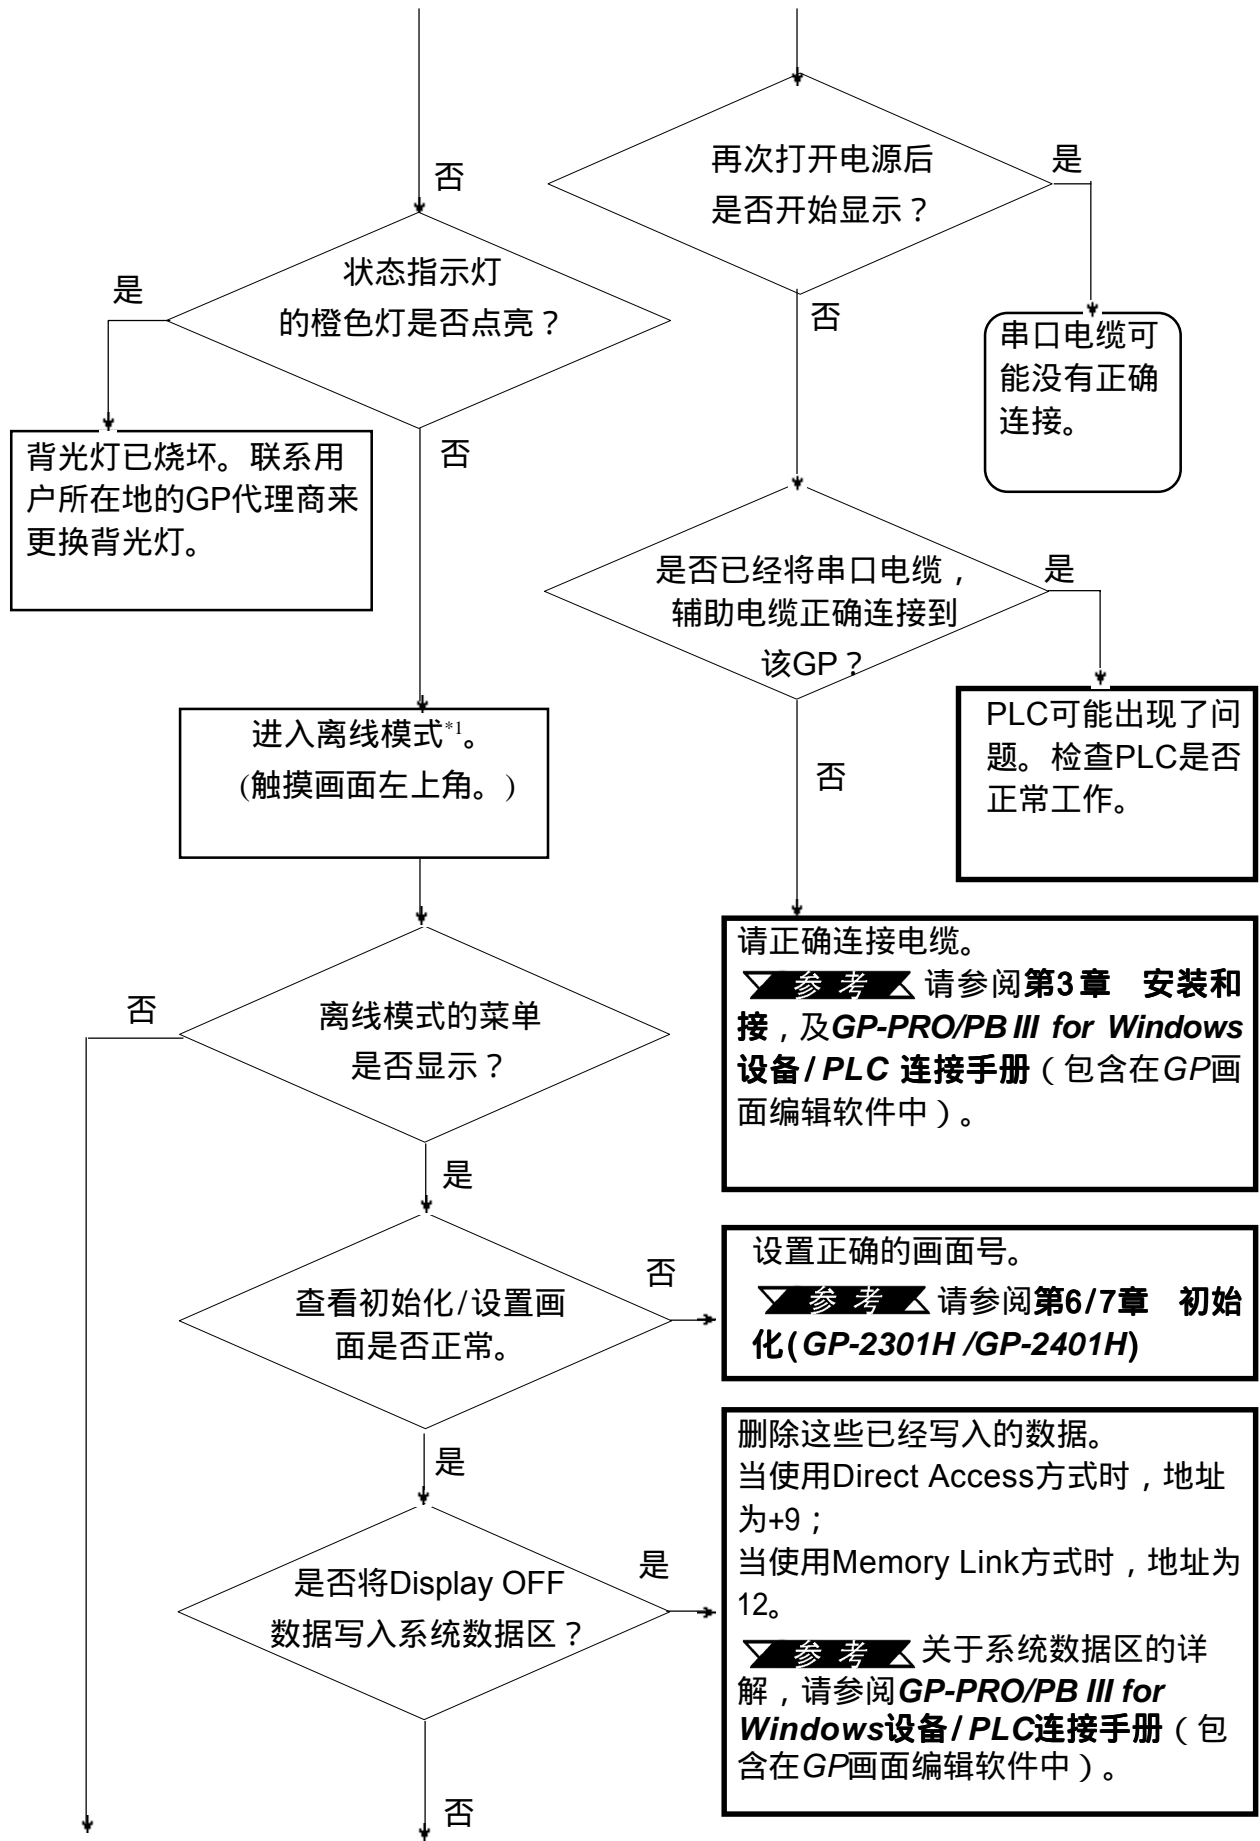 再次打开电源后
是否开始显示？
是
否
状态指示灯
的橙色灯是否点亮？
是
否
串口电缆可
能没有正确
连接。
背光灯已烧坏。联系用
户所在地的GP代理商来
更换背光灯。
否
是否已经将串口电缆，
辅助电缆正确连接到
该GP？
是
进入离线模式*1。
(触摸画面左上角。)
否
PLC可能出现了问
题。检查PLC是否
正常工作。
请正确连接电缆。
参 考 请参阅第3章 安装和
接，及GP-PRO/PB III for Windows
设备/PLC 连接手册（包含在GP画
面编辑软件中）。
否
离线模式的菜单
是否显示？
是
查看初始化/设置画
面是否正常。
否
设置正确的画面号。
参 考 请参阅第6/7章 初始
化(GP-2301H /GP-2401H)
是
是否将Display OFF
数据写入系统数据区？
是
删除这些已经写入的数据。
当使用Direct Access方式时，地址
为+9；
当使用Memory Link方式时，地址为
12。
参 考 关于系统数据区的详
解，请参阅GP-PRO/PB III for
Windows设备/PLC连接手册（包
含在GP画面编辑软件中）。
否